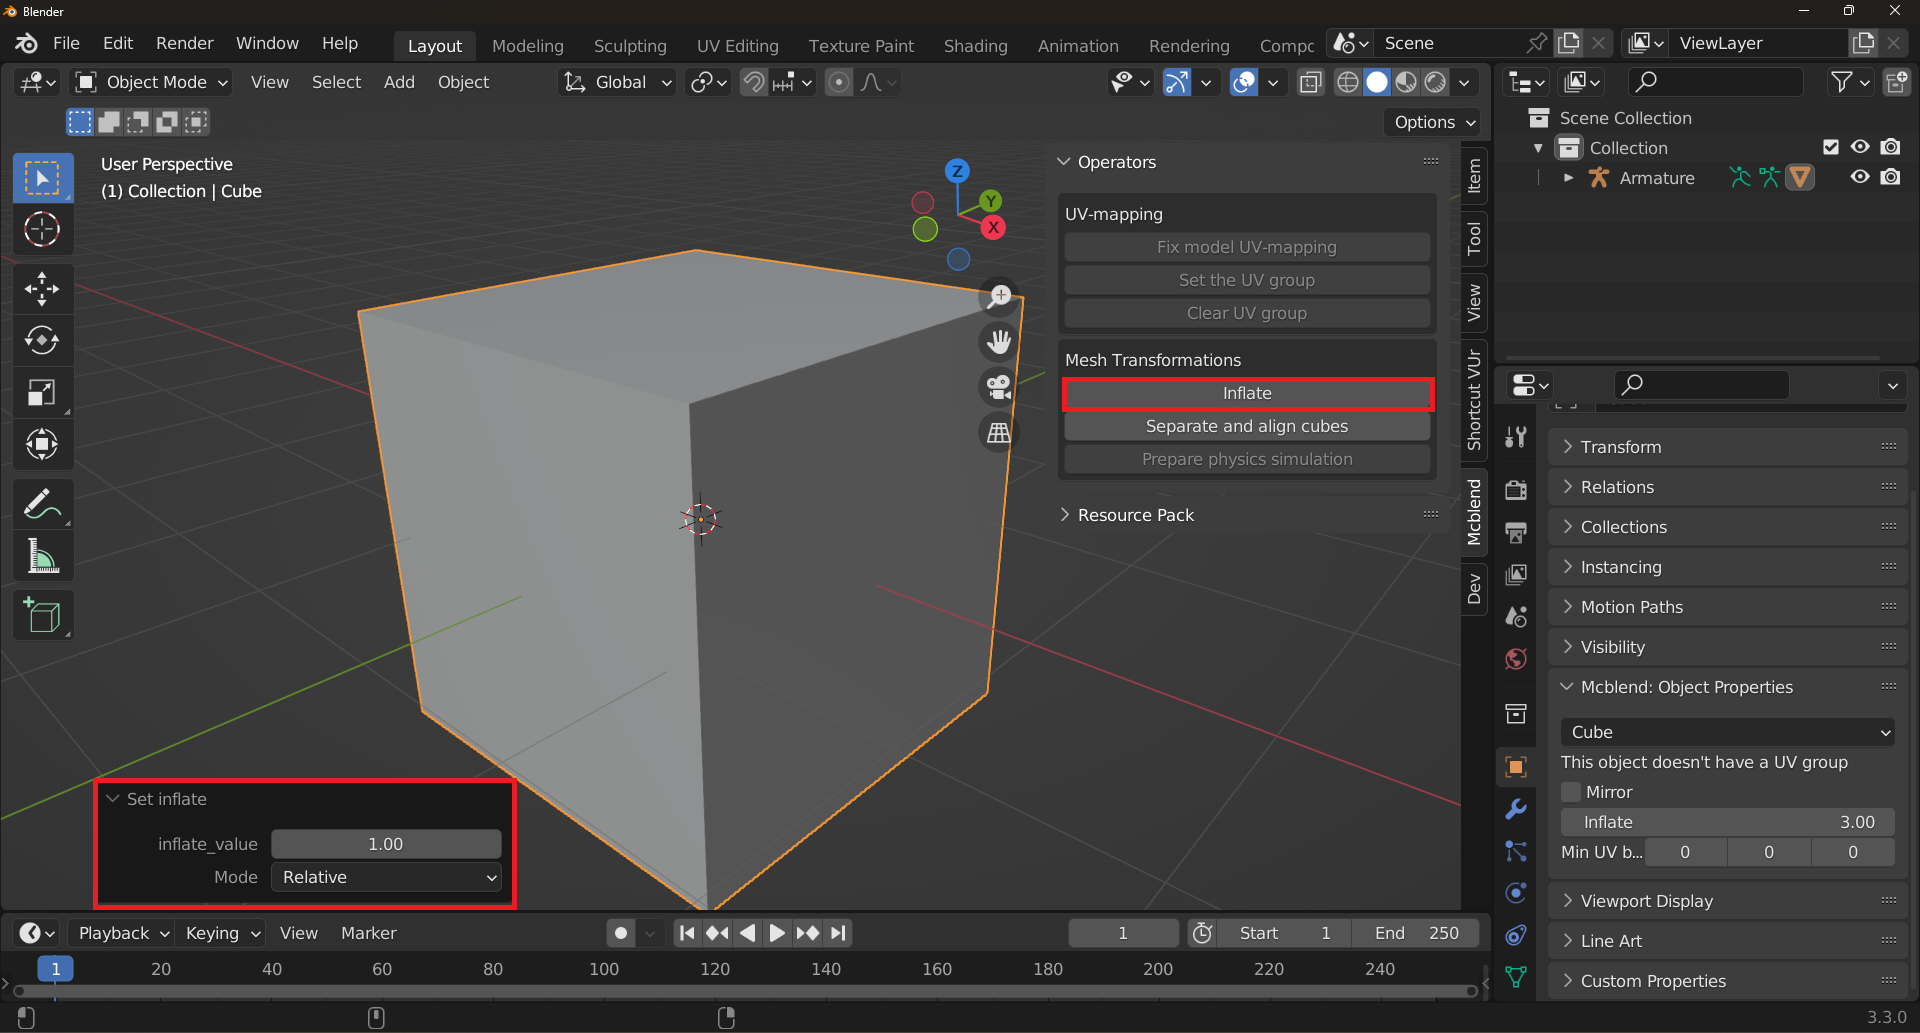 Blender
File Edit Render Window Help Layout Modeling Sculpting UV Editing Texture Paint Shading Animation Rendering Compc Scene ViewLayer
Object Mode View Select Add Object Global
Options
User Perspective
(1) Collection | Cube
Z
Y
X
Operators
UV-mapping
Fix model UV-mapping
Set the UV group
Clear UV group
Mesh Transformations
Inflate
Separate and align cubes
Prepare physics simulation
Resource Pack
Item
Tool
View
Shortcut VUr
Mcblend
Dev
Scene Collection
Collection
Armature
Transform
Relations
Collections
Instancing
Motion Paths
Visibility
Mcblend: Object Properties
Cube
This object doesn't have a UV group
Mirror
Inflate 3.00
Min UV b... 0 0 0
Viewport Display
Line Art
Custom Properties
Set inflate
inflate_value 1.00
Mode Relative
Playback Keying View Marker 1 Start 1 End 250
1 20 40 60 80 100 120 140 160 180 200 220 240
3.3.0